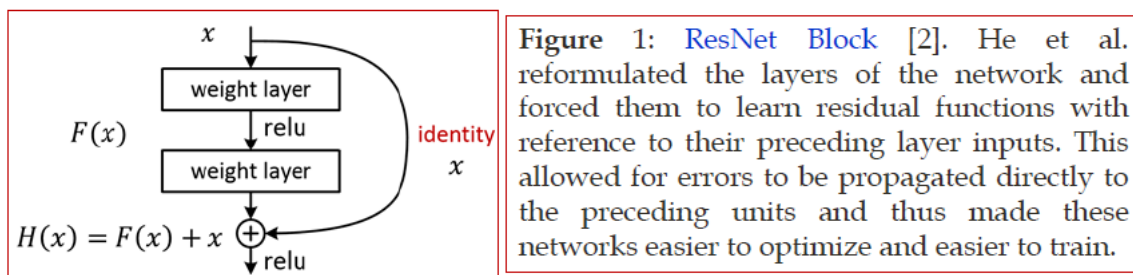 x
weight layer
F(x)
relu
identity
x
weight layer
H(x) = F(x) + x
+
relu
Figure 1: ResNet Block [2]. He et al.
reformulated the layers of the network and
forced them to learn residual functions with
reference to their preceding layer inputs. This
allowed for errors to be propagated directly to
the preceding units and thus made these
networks easier to optimize and easier to train.